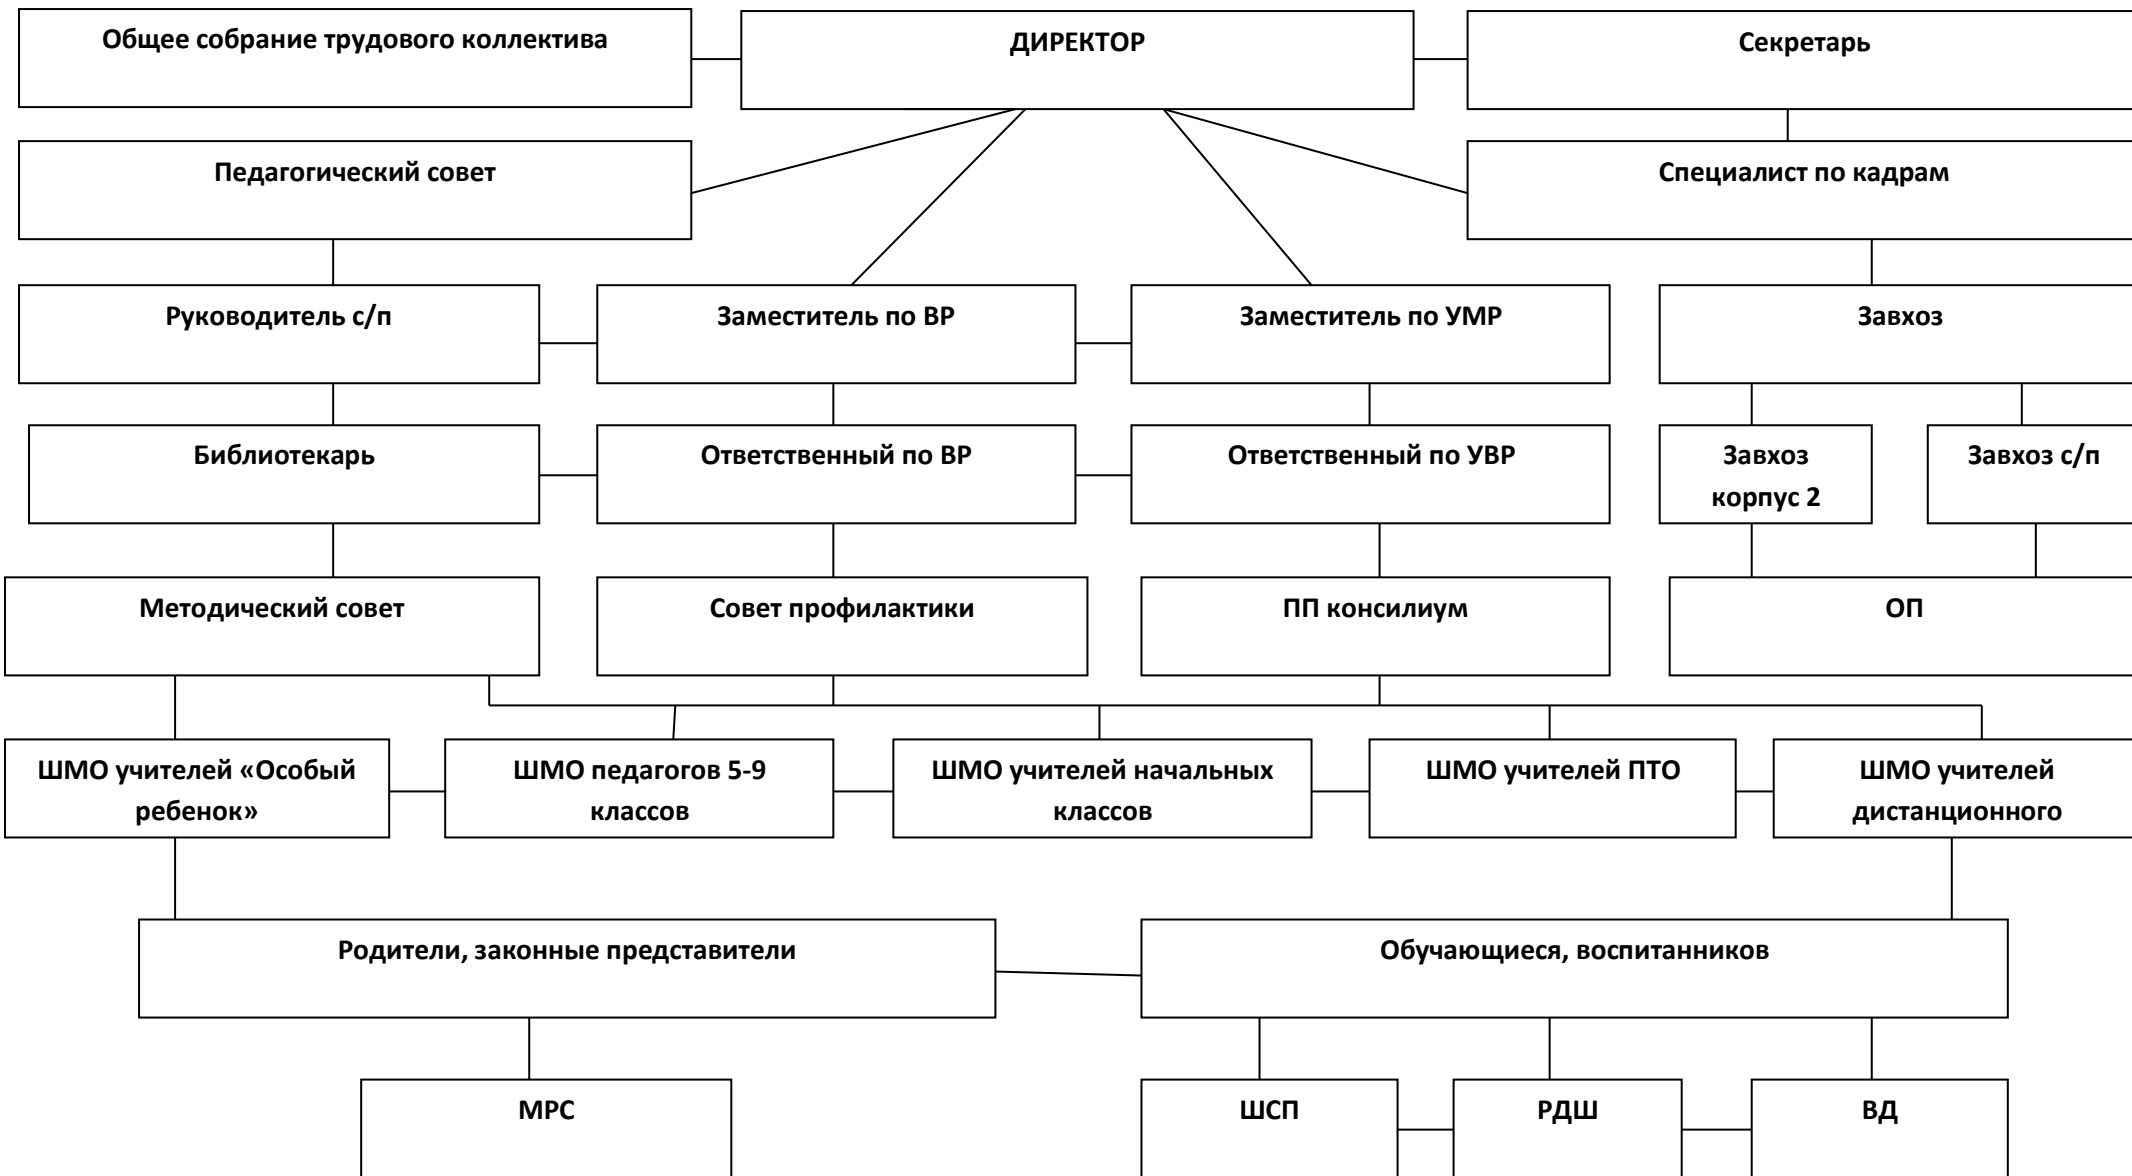 Общее собрание трудового коллектива
ДИРЕКТОР
Секретарь
Педагогический совет
Специалист по кадрам
Руководитель с/п
Заместитель по ВР
Заместитель по УМР
Завхоз
Библиотекарь
Ответственный по ВР
Ответственный по УВР
Завхоз
корпус 2
Завхоз с/п
Методический совет
Совет профилактики
ПП консилиум
ОП
ШМО учителей «Особый
ребенок»
ШМО педагогов 5-9
классов
ШМО учителей начальных
классов
ШМО учителей ПТО
ШМО учителей
дистанционного
Родители, законные представители
Обучающиеся, воспитанников
МРС
ШСП
РДШ
ВД